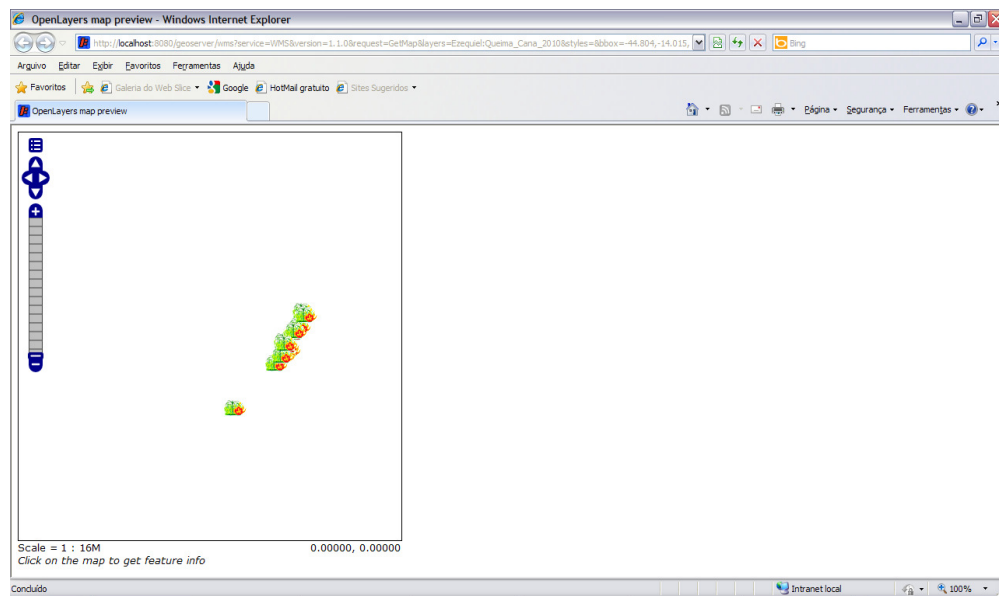 OpenLayers map preview - Windows Internet Explorer
http://localhost:8080/geoserver/wms?service=WMS&version=1.1.0&request=GetMap&layers=Ezequiel:Queima_Cana_2010&styles=&bbox=-44.804,-14.015,
Bing
Arquivo Editar Exibir Favoritos Ferramentas Ajuda
Favoritos Galeria do Web Slice Google HotMail gratuito Sites Sugeridos
OpenLayers map preview
Página Segurança Ferramentas
Scale = 1 : 16M 0.00000, 0.00000
Click on the map to get feature info
Concluído Intranet local 100%